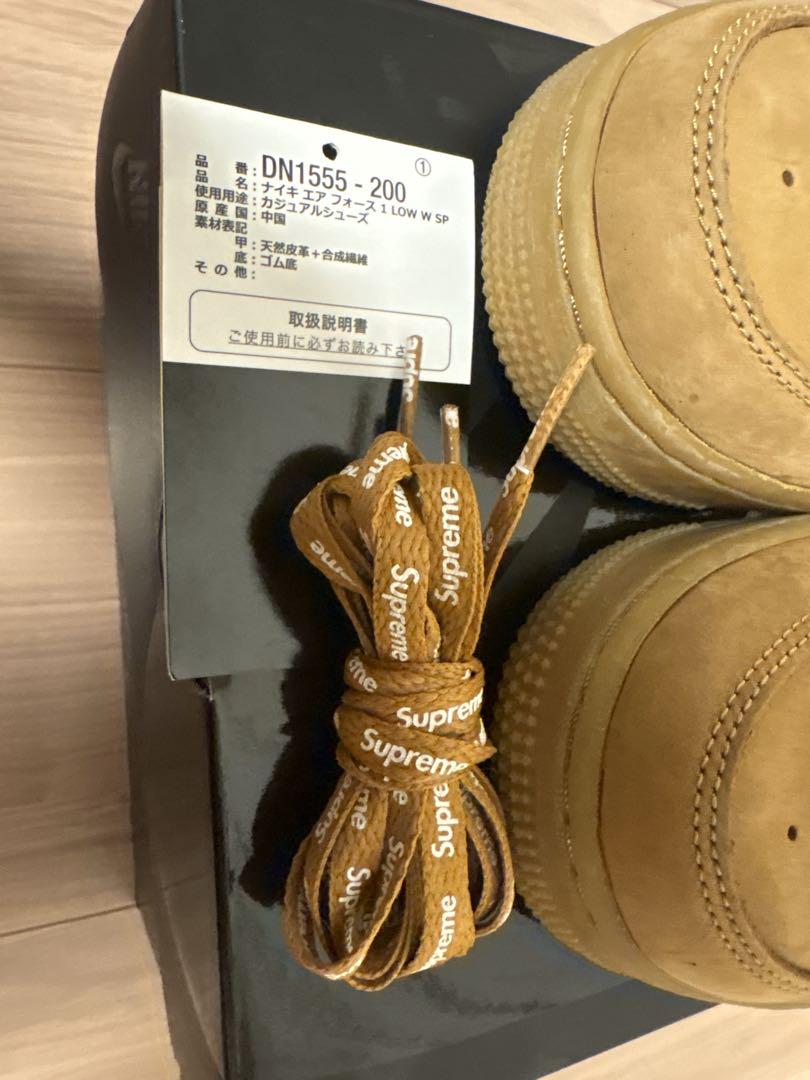 ①
品 番：DN1555 - 200
品 名：ナイキ エア フォース 1 LOW W SP
使用用途：カジュアルシューズ
原 産 国：中国
素材表記
甲：天然皮革＋合成繊維
底：ゴム底
そ の 他：
取扱説明書
ご使用前に必ずお読み下さ
Supreme
Supreme
Supreme
Supreme
Supreme
Supreme
Supreme